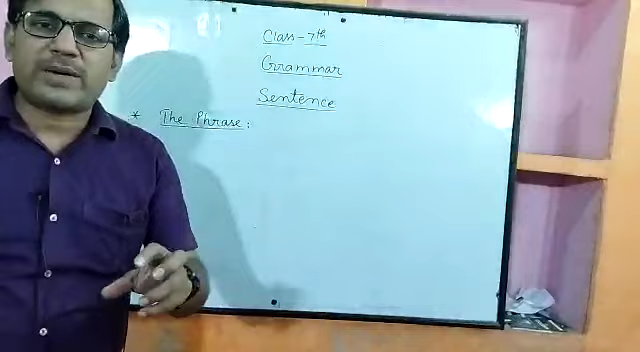 Class - 7th
Grammar
Sentence
* The Phrase :